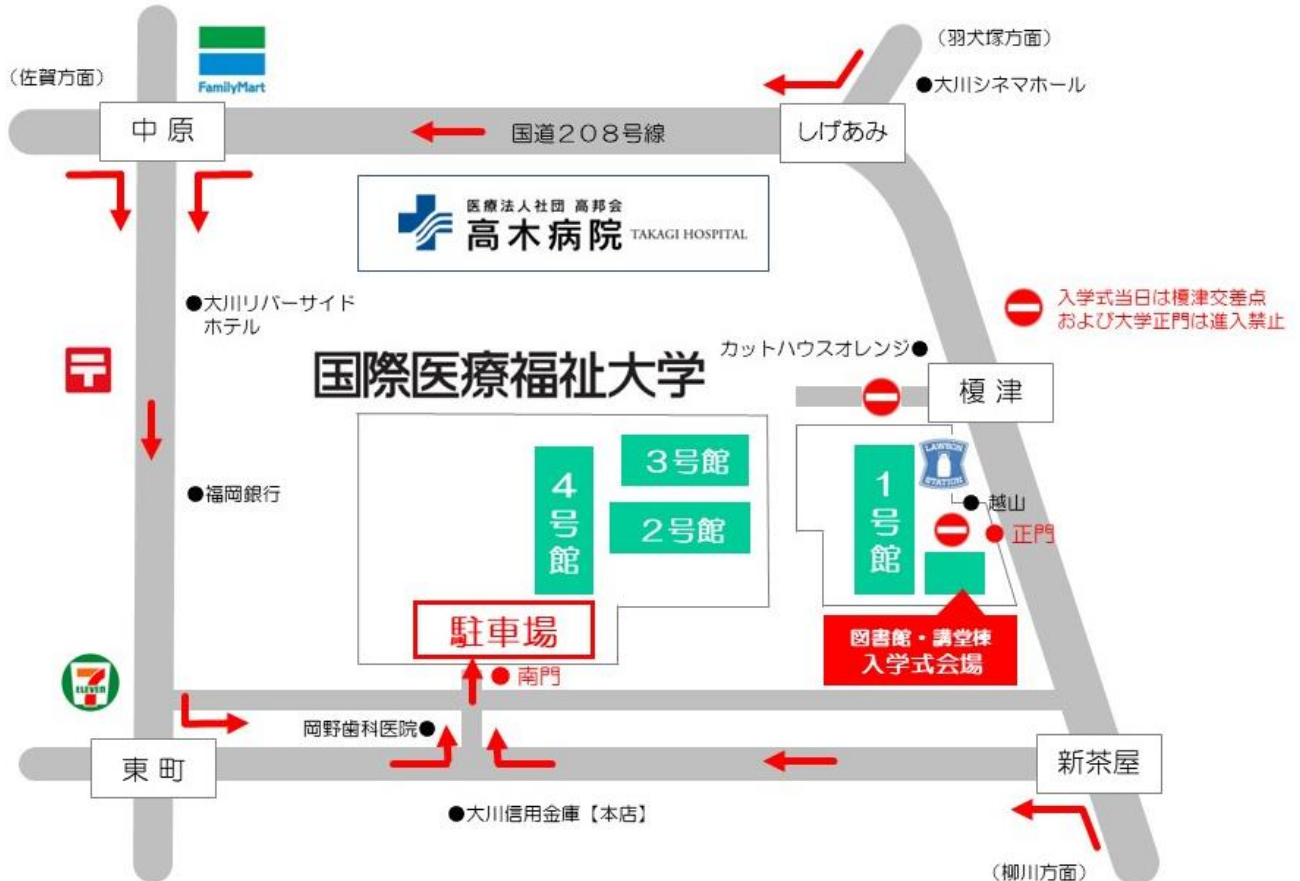 FamilyMart
(佐賀方面)
(羽犬塚方面)
●大川シネマホール
中原
国道208号線
しげあみ
医療法人社団 高邦会
高木病院 TAKAGI HOSPITAL
●大川リバーサイド
ホテル
入学式当日は榎津交差点
および大学正門は進入禁止
カットハウスオレンジ●
〒
国際医療福祉大学
榎津
LAWSON
STATION
3号館
4号館
1号館
●福岡銀行
●越山
2号館
●正門
駐車場
図書館・講堂棟
入学式会場
7
ELEVEN
●南門
岡野歯科医院●
東町
新茶屋
●大川信用金庫【本店】
(柳川方面)